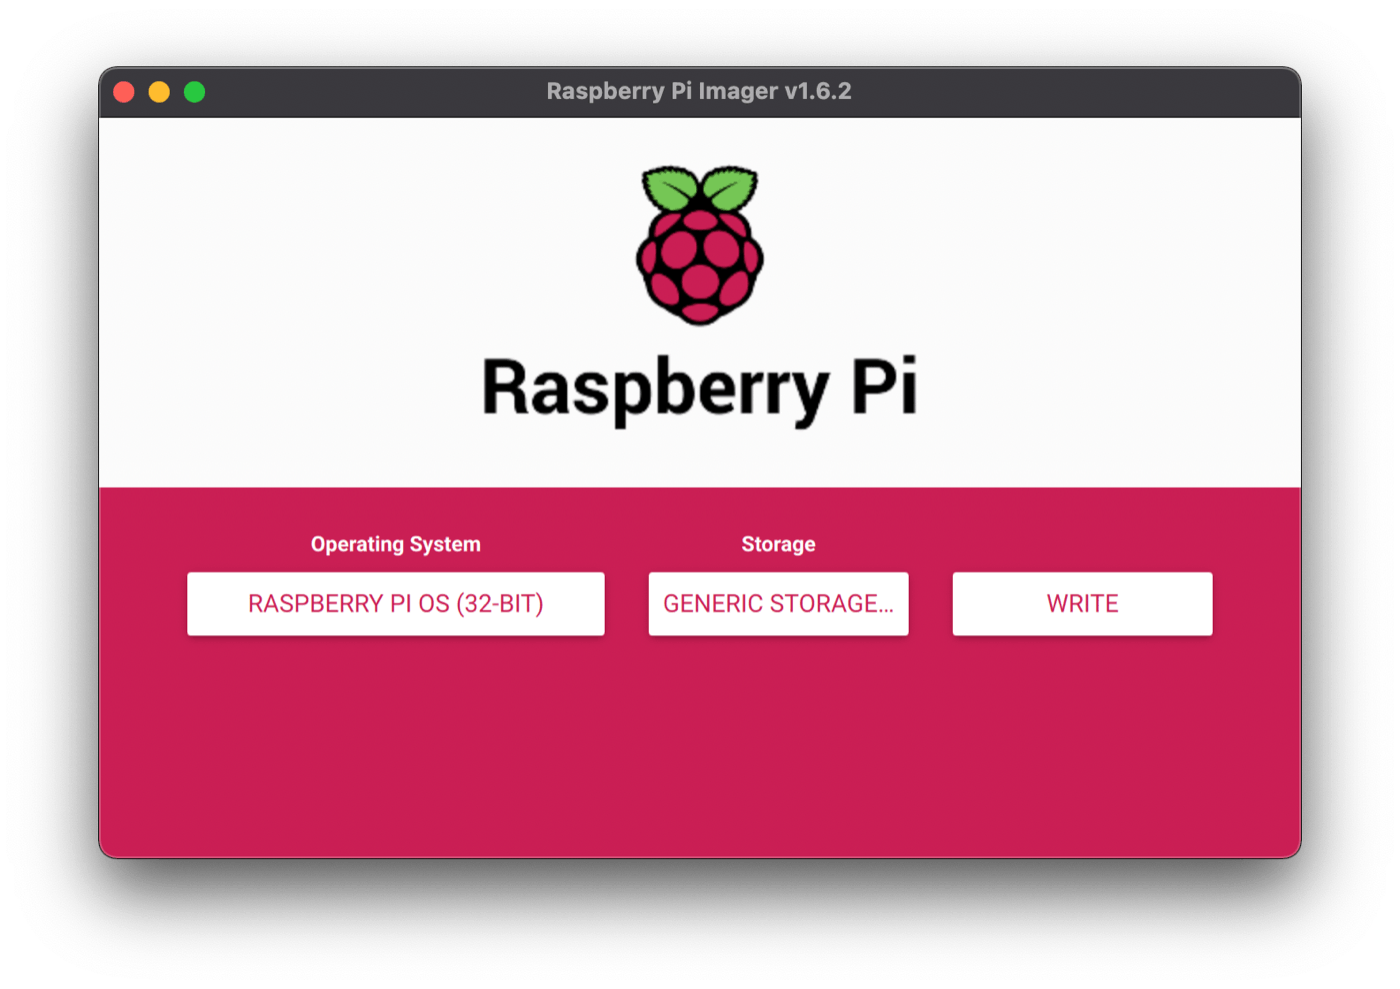 Raspberry Pi Imager v1.6.2
Raspberry Pi
Operating System
Storage
RASPBERRY PI OS (32-BIT)
GENERIC STORAGE...
WRITE